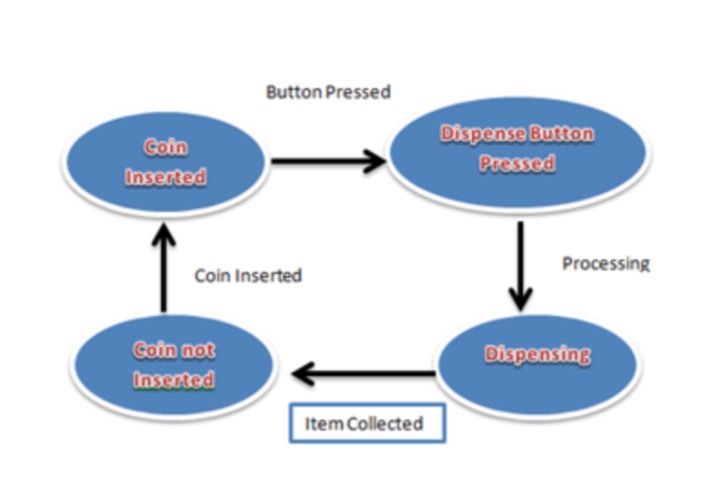 Button Pressed
Coin
Inserted
Dispense Button
Pressed
Coin Inserted
Processing
Coin not
Inserted
Dispensing
Item Collected